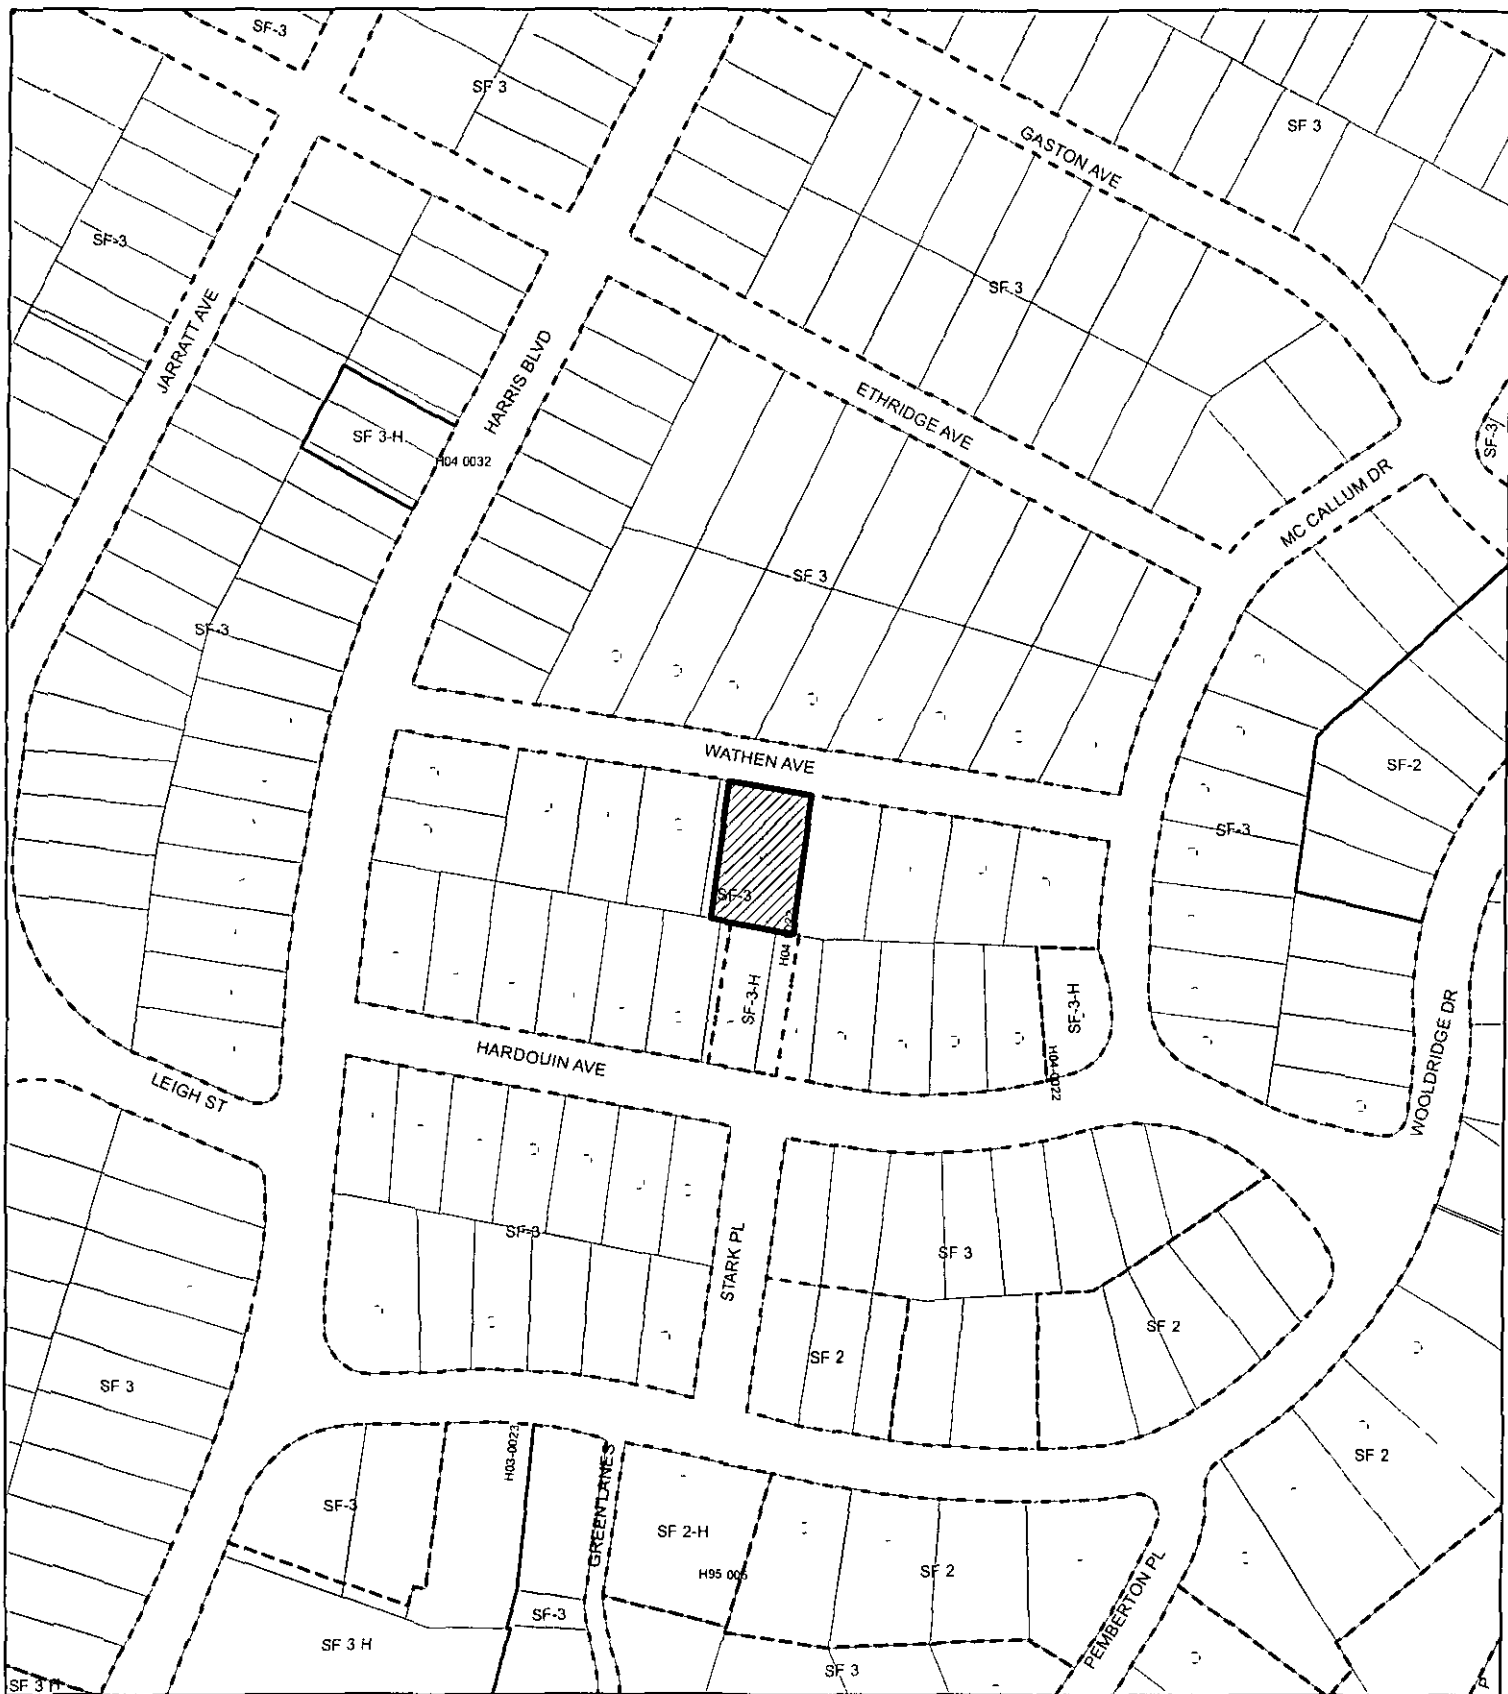 SF-3
SF 3
SF 3
GASTON AVE
SF-3
SF 3
JARRATT AVE
HARRIS BLVD
ETHRIDGE AVE
SF-3
SF 3-H
H04 0032
MC CALLUM DR
SF 3
SF-3
WATHEN AVE
SF-2
SF-3
SF-3
H04
SF-3-H
SF-3-H
HARDOUIN AVE
H04-0022
LEIGH ST
WOOLDRIDGE DR
SF-3
STARK PL
SF 3
SF 2
SF 2
SF 3
H03-0023
GREEN LANES
SF 2
SF-3
SF 2-H
H95 005
SF 2
PEMBERTON PL
SF-3
SF 3 H
SF 3
SF 3 H
P